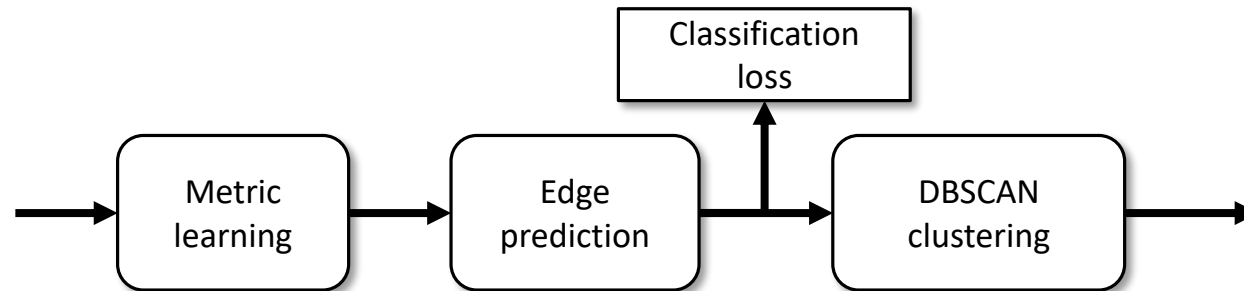 Classification
loss
Metric
learning
Edge
prediction
DBSCAN
clustering